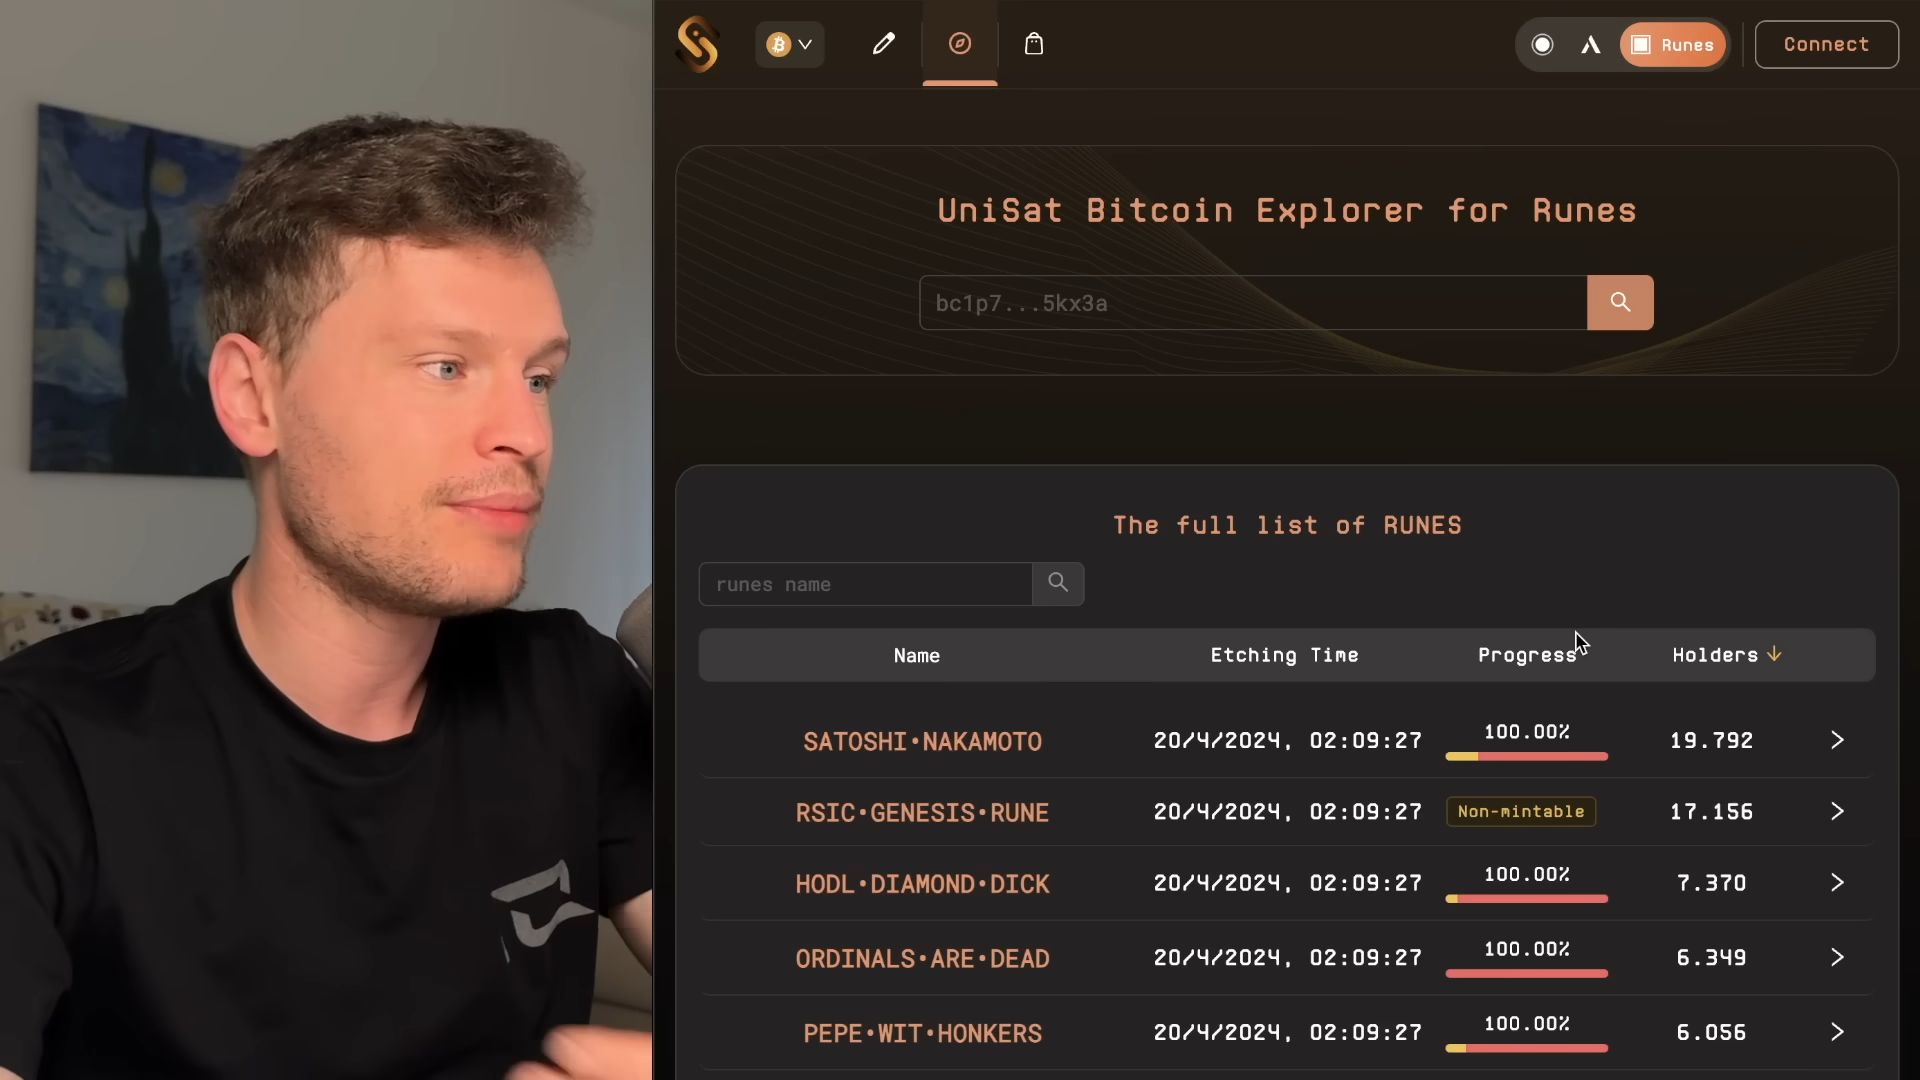 Runes
Connect
UniSat Bitcoin Explorer for Runes
bc1p7...5kx3a
The full list of RUNES
runes name
Name Etching Time Progress Holders
SATOSHI•NAKAMOTO 20/4/2024, 02:09:27 100.00% 19.792
RSIC•GENESIS•RUNE 20/4/2024, 02:09:27 Non-mintable 17.156
HODL•DIAMOND•DICK 20/4/2024, 02:09:27 100.00% 7.370
ORDINALS•ARE•DEAD 20/4/2024, 02:09:27 100.00% 6.349
PEPE•WIT•HONKERS 20/4/2024, 02:09:27 100.00% 6.056